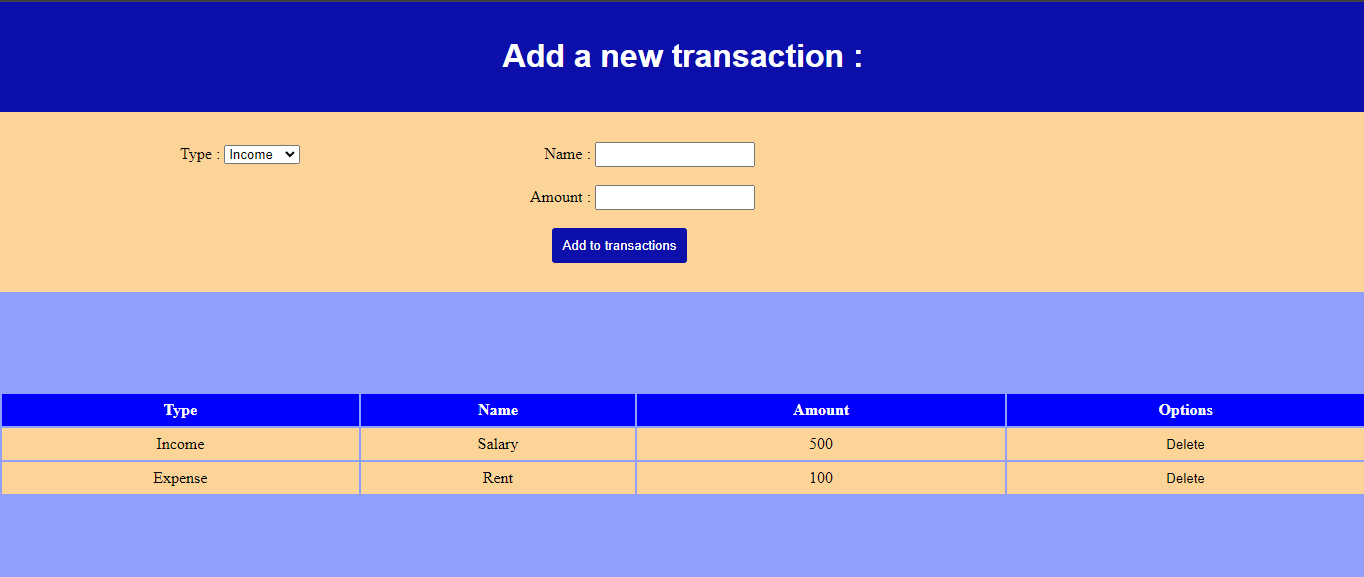 Add a new transaction :
Type : Income Name :
Amount :
Add to transactions
Type Name Amount Options
Income Salary 500 Delete
Expense Rent 100 Delete